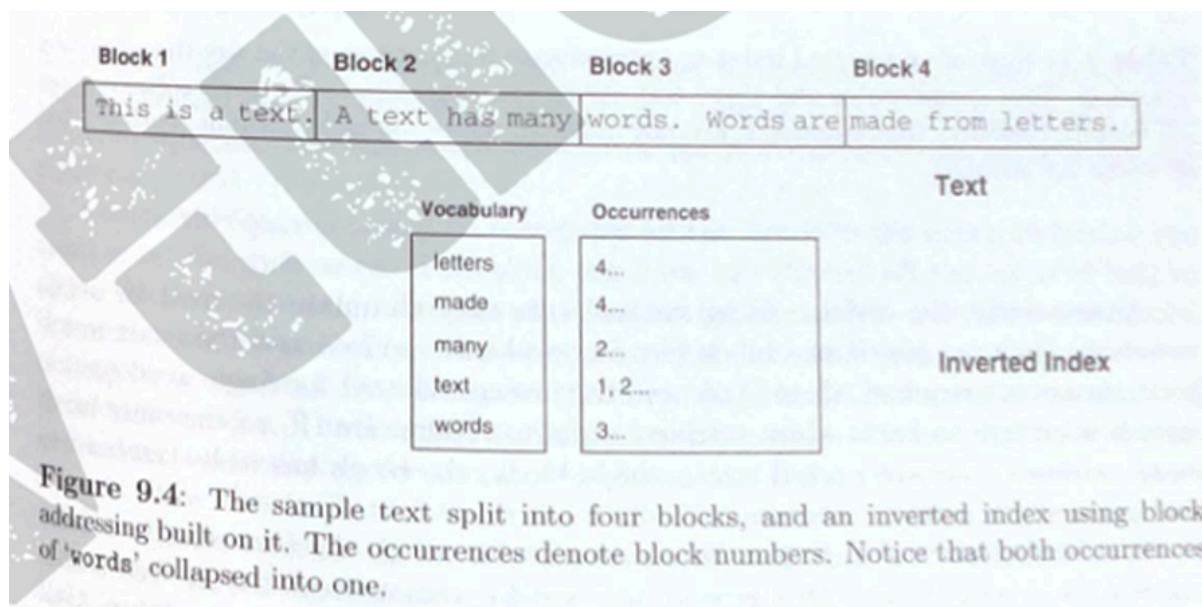 Block 1 Block 2 Block 3 Block 4
This is a text. A text has many words. Words are made from letters.
Text
Vocabulary Occurrences
letters 4...
made 4...
many 2...
text 1, 2...
words 3...
Inverted Index
Figure 9.4: The sample text split into four blocks, and an inverted index using block
addressing built on it. The occurrences denote block numbers. Notice that both occurrences
of 'words' collapsed into one.